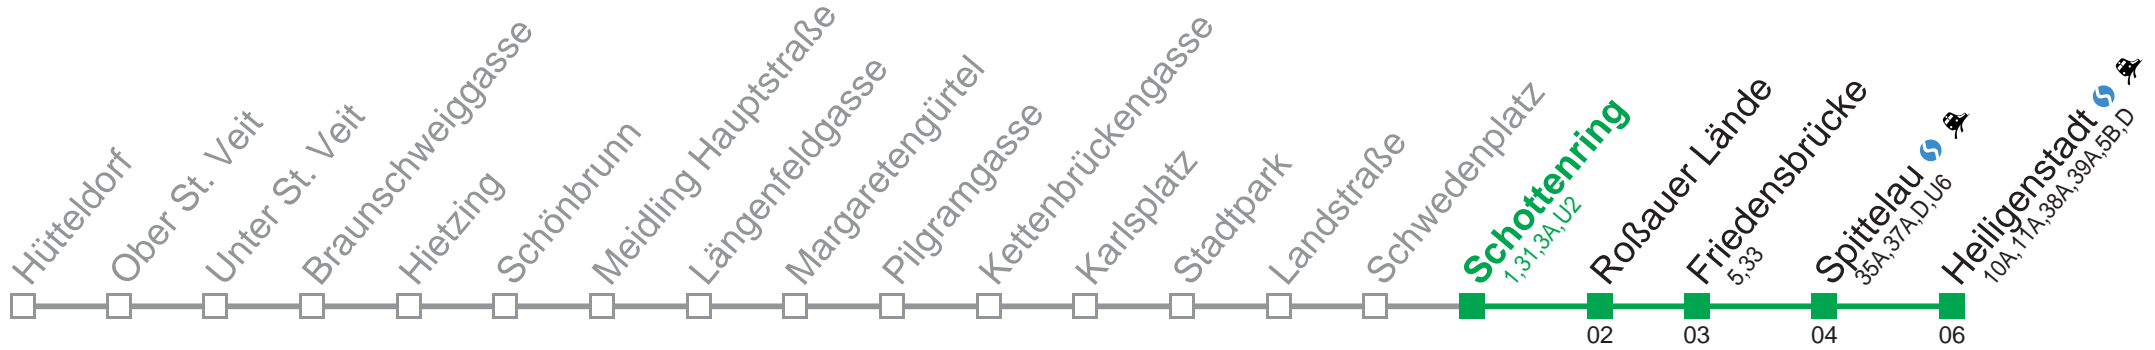 Hütteldorf
Ober St. Veit
Unter St. Veit
Braunschweiggasse
Hietzing
Schönbrunn
Meidling Hauptstraße
Längenfeldgasse
Margaretengürtel
Pilgramgasse
Kettenbrückengasse
Karlsplatz
Stadtpark
Landstraße
Schwedenplatz
Schottenring
1,31,3A,U2
Roßauer Lände
02
Friedensbrücke
5,33
03
Spittelau
35A,37A,D,U6
04
Heiligenstadt
10A,11A,38A,39A,5B,D
06